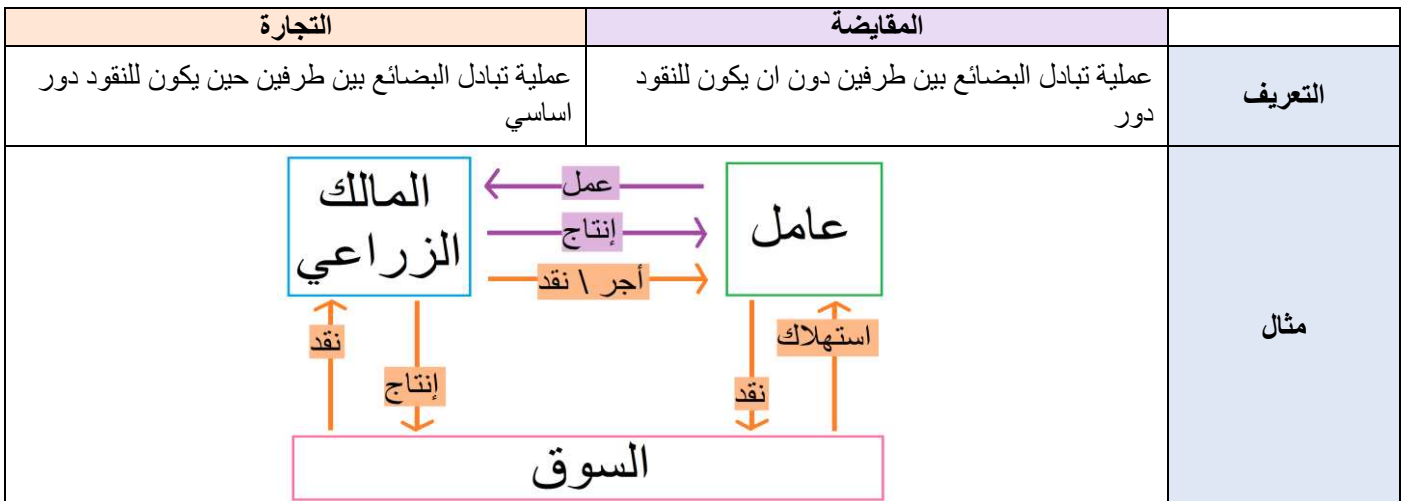 المقايضة
التجارة
التعريف
عملية تبادل البضائع بين طرفين دون ان يكون للنقود
دور
عملية تبادل البضائع بين طرفين حين يكون للنقود دور
اساسي
مثال
عامل
عمل
إنتاج
أجر \ نقد
المالك
الزراعي
استهلاك
نقد
إنتاج
نقد
السوق